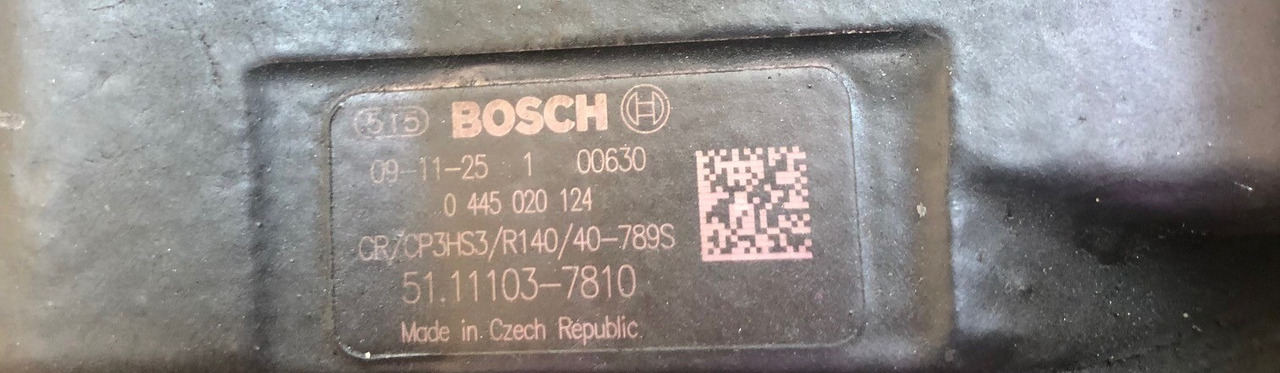 515 BOSCH
09-11-25 1 00630
0 445 020 124
CR/CP3HS3/R140/40-789S
51.11103-7810
Made in Czech Republic